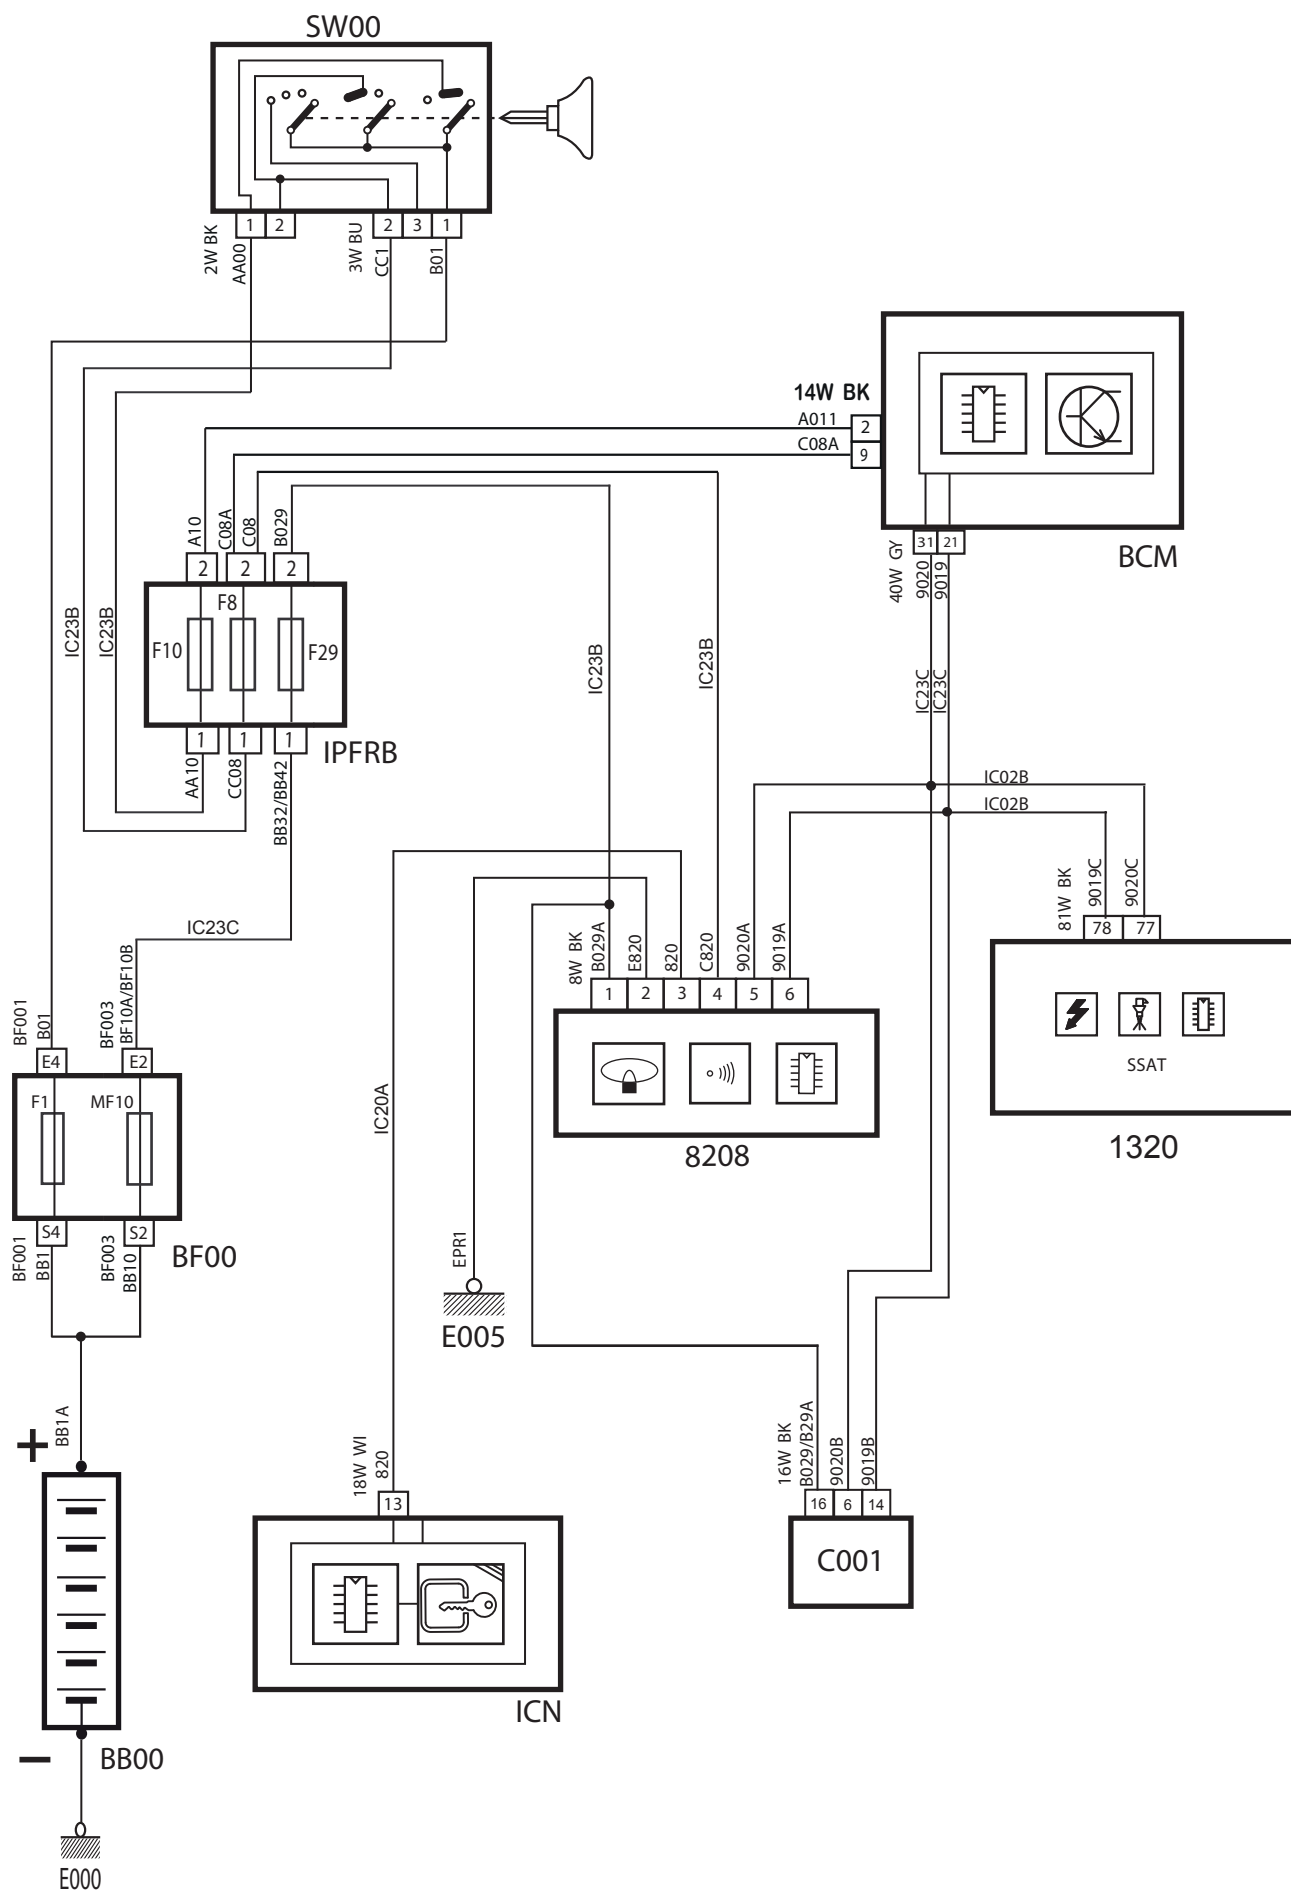 SW00
1
2
2
3
1
2W BK
AA00
3W BU
CC1
B01
14W BK
A011
2
C08A
9
BCM
31
21
40W GY
9020
9019
A10
C08A
C08
B029
2
2
2
F8
F10
F29
1
1
1
IPFRB
AA10
CC08
BB32/BB42
IC23B
IC23B
IC23B
IC23B
IC23C
IC23C
IC02B
IC02B
81W BK
9019C
9020C
78
77
SSAT
1320
IC23C
8W BK
B029A
E820
820
C820
9020A
9019A
1
2
3
4
5
6
8208
BF001
B01
BF003
BF10A/BF10B
E4
E2
F1
MF10
S4
S2
BF00
BF001
BB1
BF003
BB10
IC20A
EPR1
E005
BB1A
+
−
BB00
E000
18W WI
820
13
ICN
16W BK
B029/B29A
9020B
9019B
16
6
14
C001